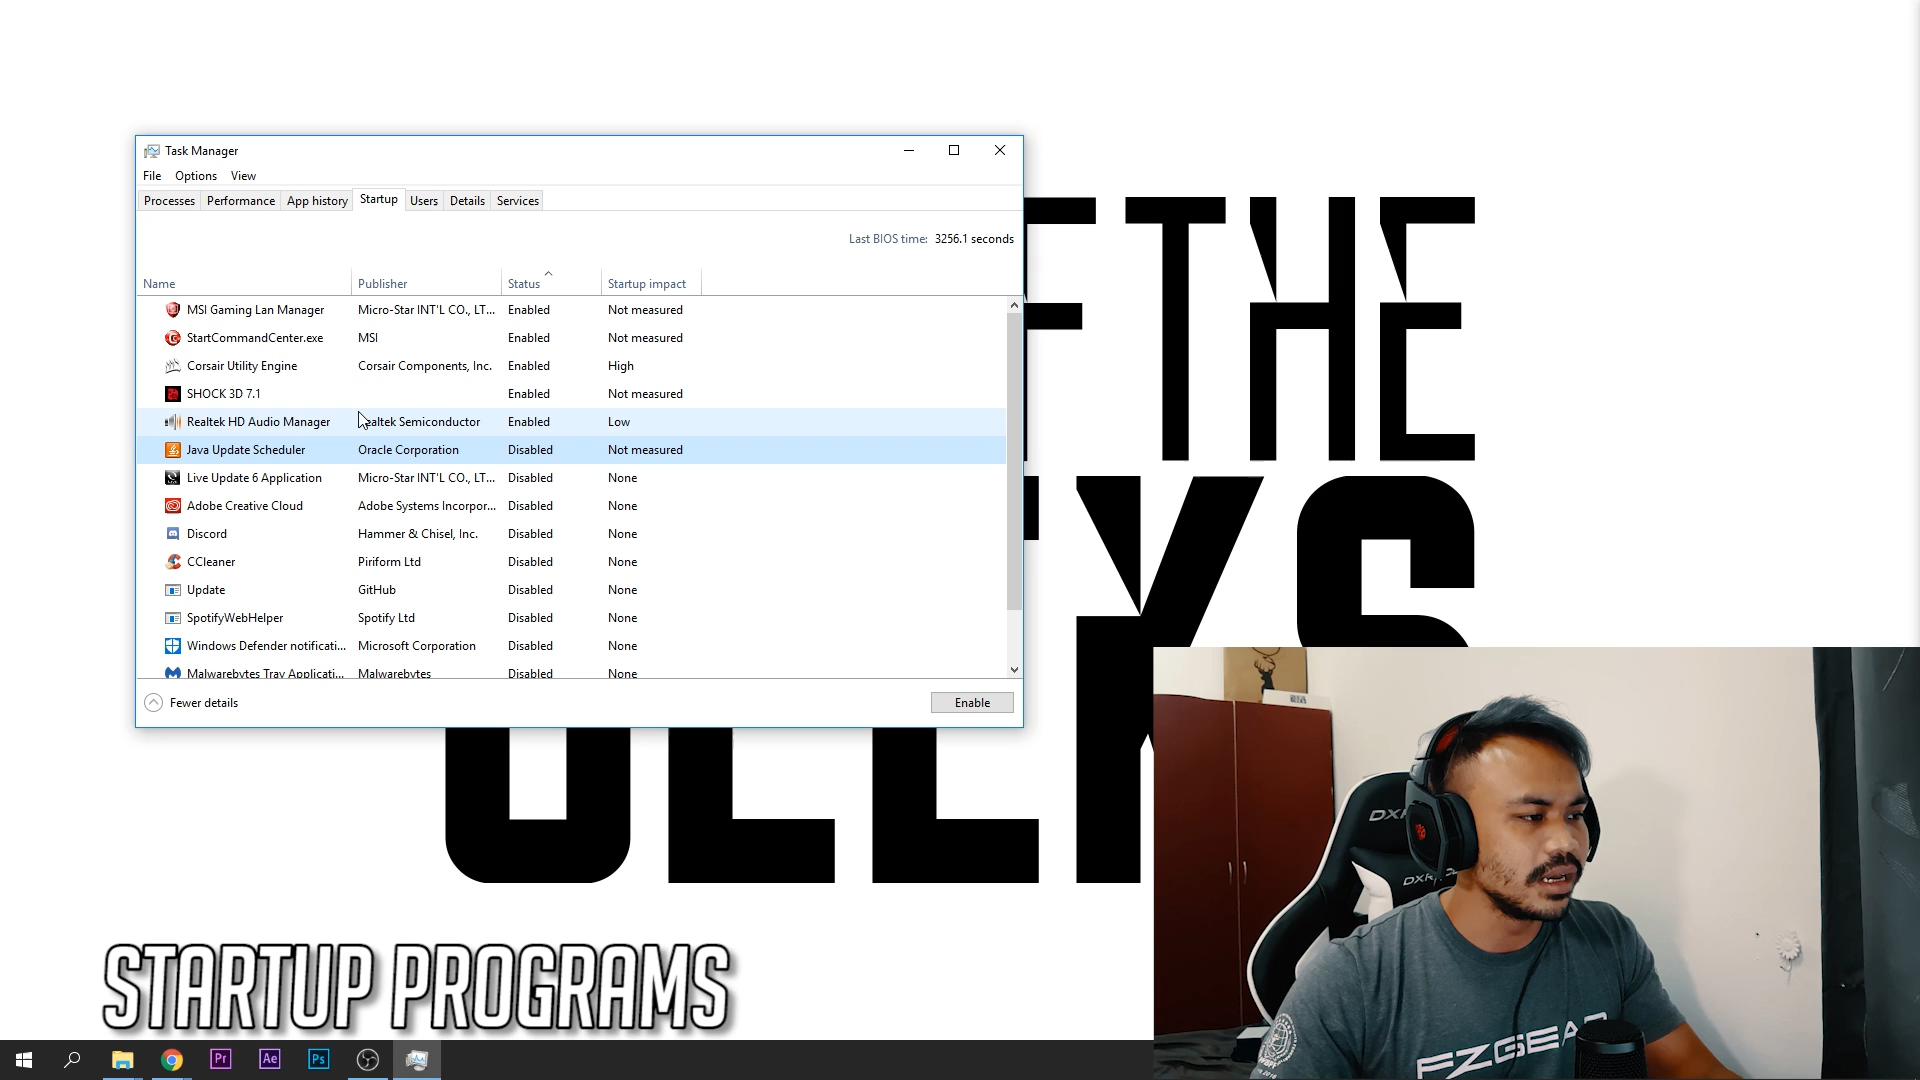 Task Manager
File Options View
Processes Performance App history Startup Users Details Services
Last BIOS time: 3256.1 seconds
Name Publisher Status Startup impact
MSI Gaming Lan Manager Micro-Star INT'L CO., LT... Enabled Not measured
StartCommandCenter.exe MSI Enabled Not measured
Corsair Utility Engine Corsair Components, Inc. Enabled High
SHOCK 3D 7.1 Enabled Not measured
Realtek HD Audio Manager Realtek Semiconductor Enabled Low
Java Update Scheduler Oracle Corporation Disabled Not measured
Live Update 6 Application Micro-Star INT'L CO., LT... Disabled None
Adobe Creative Cloud Adobe Systems Incorpor... Disabled None
Discord Hammer & Chisel, Inc. Disabled None
CCleaner Piriform Ltd Disabled None
Update GitHub Disabled None
SpotifyWebHelper Spotify Ltd Disabled None
Windows Defender notificati... Microsoft Corporation Disabled None
Malwarebytes Tray Applicati... Malwarebytes Disabled None
Fewer details Enable
THE
STARTUP PROGRAMS
Pr Ae Ps
FZGEAR